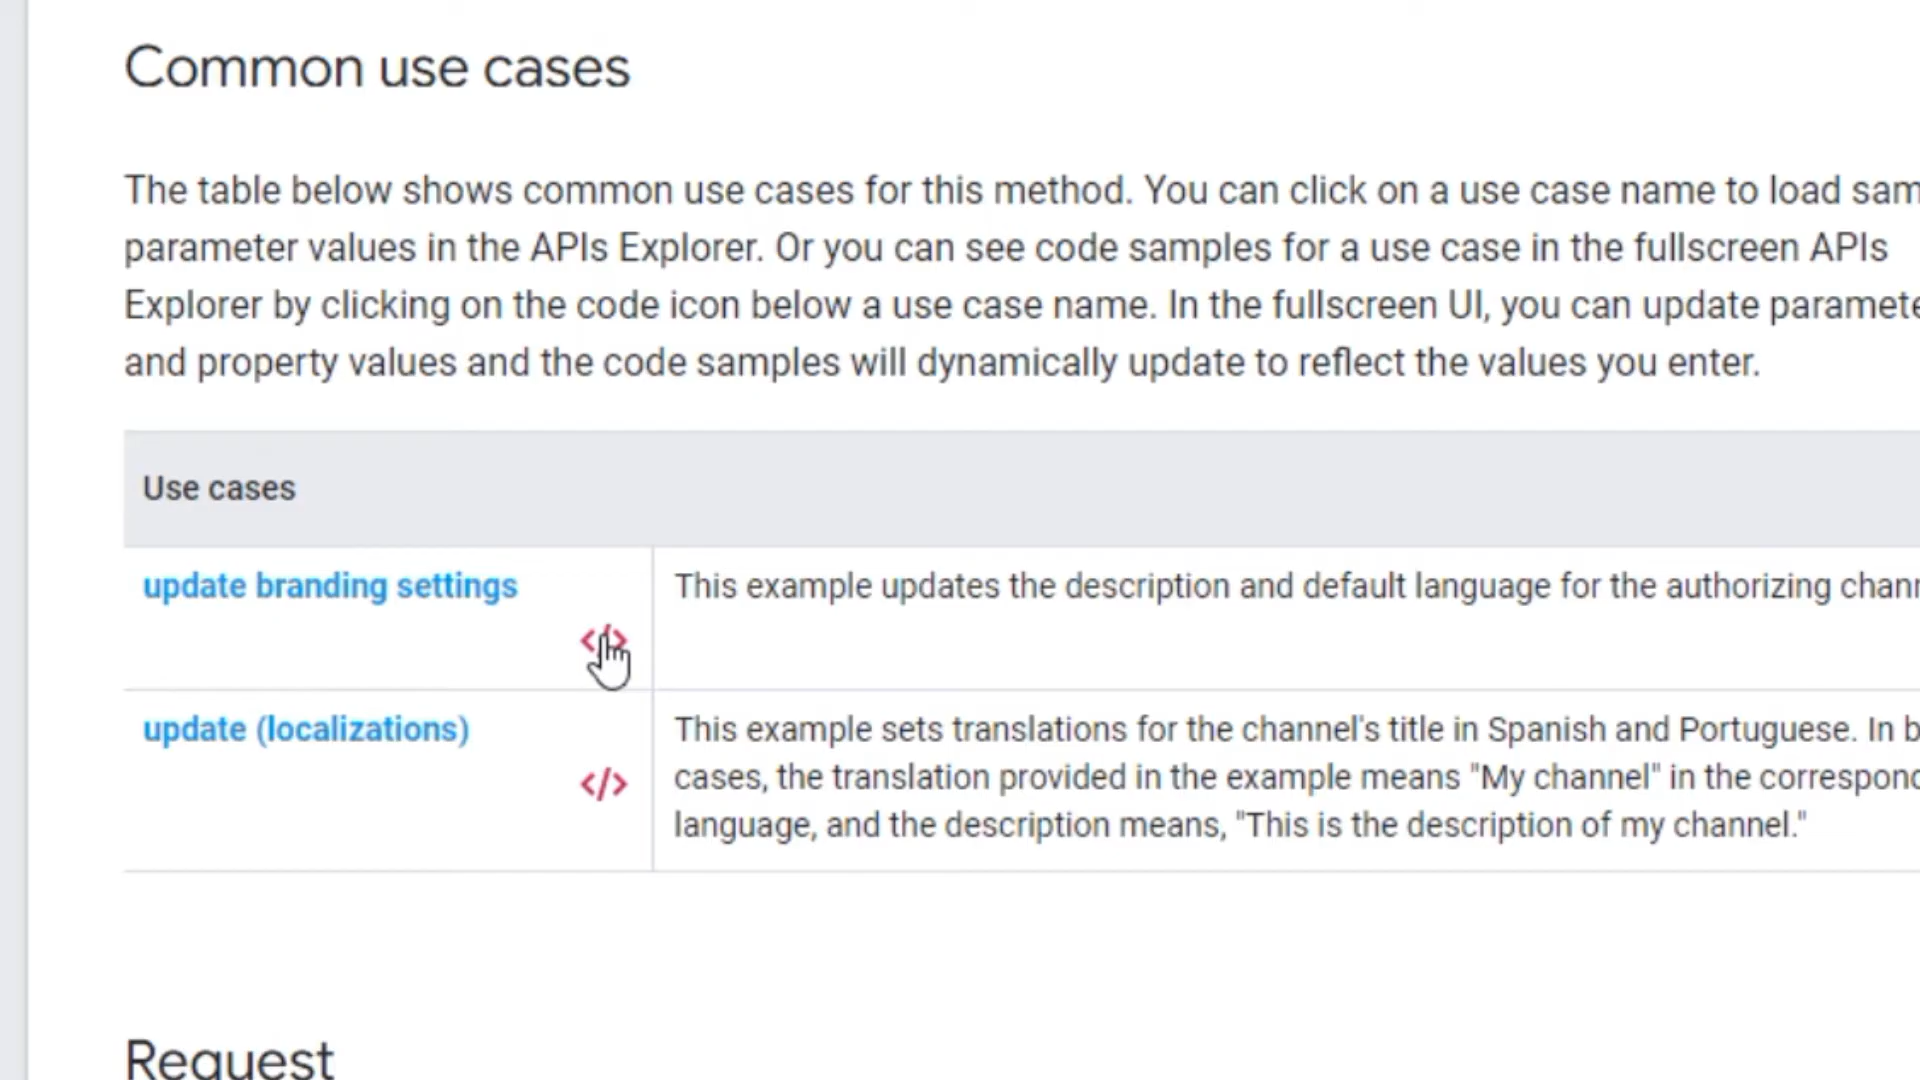 Common use cases
The table below shows common use cases for this method. You can click on a use case name to load sam
parameter values in the APIs Explorer. Or you can see code samples for a use case in the fullscreen APIs
Explorer by clicking on the code icon below a use case name. In the fullscreen UI, you can update paramete
and property values and the code samples will dynamically update to reflect the values you enter.
Use cases
update branding settings
This example updates the description and default language for the authorizing chann
update (localizations)
</>
This example sets translations for the channel's title in Spanish and Portuguese. In b
cases, the translation provided in the example means "My channel" in the correspond
language, and the description means, "This is the description of my channel."
Request